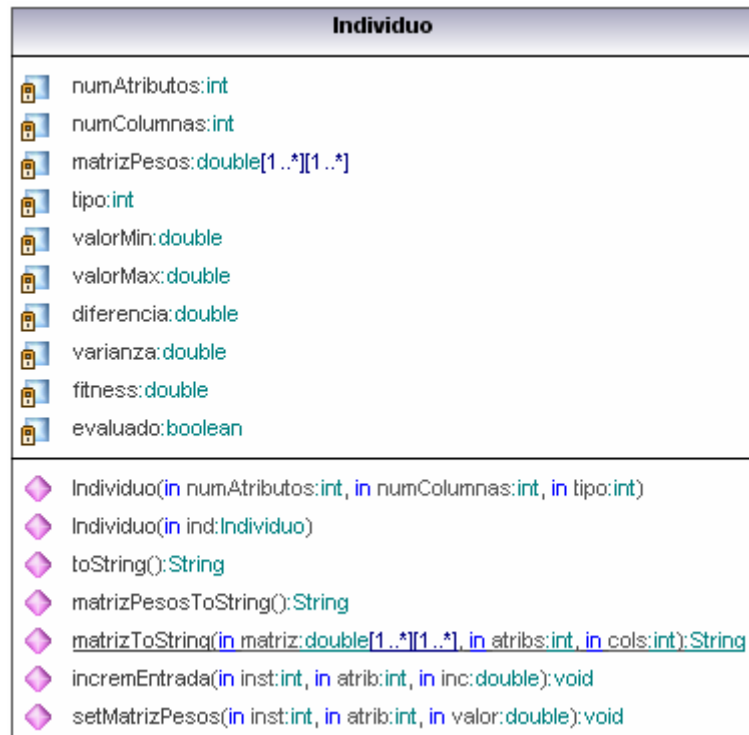 Individuo
numAtributos:int
numColumnas:int
matrizPesos:double[1..*][1..*]
tipo:int
valorMin:double
valorMax:double
diferencia:double
varianza:double
fitness:double
evaluado:boolean
Individuo(in numAtributos:int, in numColumnas:int, in tipo:int)
Individuo(in ind:Individuo)
toString():String
matrizPesosToString():String
matrizToString(in matriz:double[1..*][1..*], in atribs:int, in cols:int):String
incremEntrada(in inst:int, in atrib:int, in inc:double):void
setMatrizPesos(in inst:int, in atrib:int, in valor:double):void